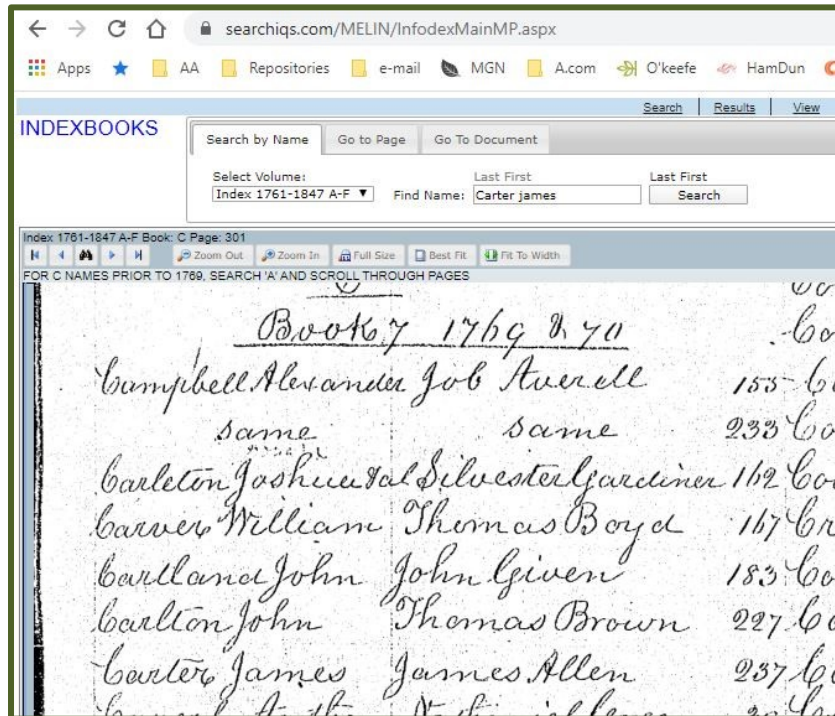 searchiqs.com/MELIN/InfodexMainMP.aspx
Apps AA Repositories e-mail MGN A.com O'keefe HamDun
Search Results View
INDEXBOOKS
Search by Name Go to Page Go To Document
Select Volume: Last First Last First
Index 1761-1847 A-F Find Name: Carter james Search
Index 1761-1847 A-F Book: C Page: 301
Zoom Out Zoom In Full Size Best Fit Fit To Width
FOR C NAMES PRIOR TO 1769, SEARCH 'A' AND SCROLL THROUGH PAGES
Book 7 1769 & 70
Campbell Alexander Job Averell 155
same same 233
Carleton Joshua et al Silvester Gardiner 162
Carver William Thomas Boyd 167
Cartland John John Given 183
Carlton John Thomas Brown 227
Carter James James Allen 237